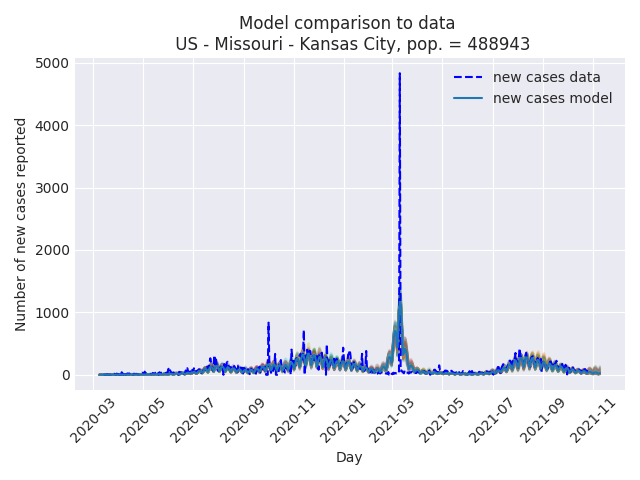 Model comparison to data
US - Missouri - Kansas City, pop. = 488943
new cases data
new cases model
Number of new cases reported
5000
4000
3000
2000
1000
0
2020-03
2020-05
2020-07
2020-09
2020-11
2021-01
2021-03
2021-05
2021-07
2021-09
2021-11
Day